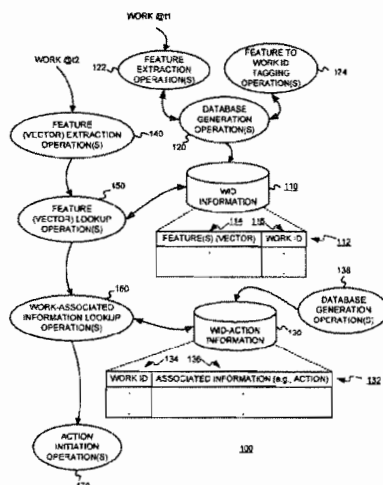 WORK @t1
WORK @t2
122
FEATURE
EXTRACTION
OPERATION(S)
FEATURE TO
WORK ID
TAGGING
OPERATION(S)
124
FEATURE
(VECTOR) EXTRACTION
OPERATION(S)
140
DATABASE
GENERATION
OPERATION(S)
120
150
FEATURE
(VECTOR) LOOKUP
OPERATION(S)
WID
INFORMATION
110
114
115
FEATURE(S) (VECTOR)
WORK ID
112
160
WORK-ASSOCIATED
INFORMATION LOOKUP
OPERATION(S)
WID-ACTION
INFORMATION
130
138
DATABASE
GENERATION
OPERATION(S)
134
136
WORK ID
ASSOCIATED INFORMATION (e.g., ACTION)
132
ACTION
INITIATION
OPERATION(S)
100